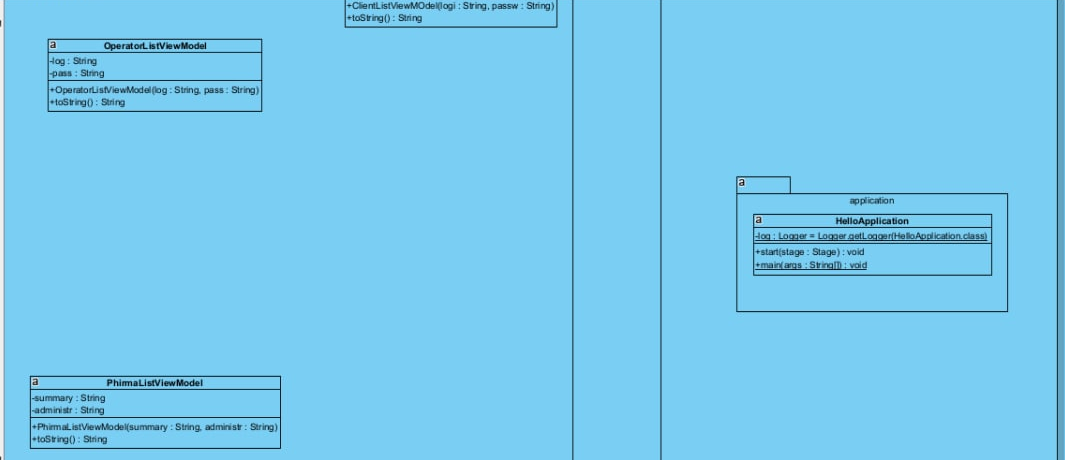 +ClientListViewMOdel(logi : String, passw : String)
+toString() : String
a
OperatorListViewModel
-log : String
-pass : String
+OperatorListViewModel(log : String, pass : String)
+toString() : String
a
application
a
HelloApplication
-log : Logger = Logger.getLogger(HelloApplication.class)
+start(stage : Stage) : void
+main(args : String[]) : void
a
PhirmaListViewModel
-summary : String
-administr : String
+PhirmaListViewModel(summary : String, administr : String)
+toString() : String